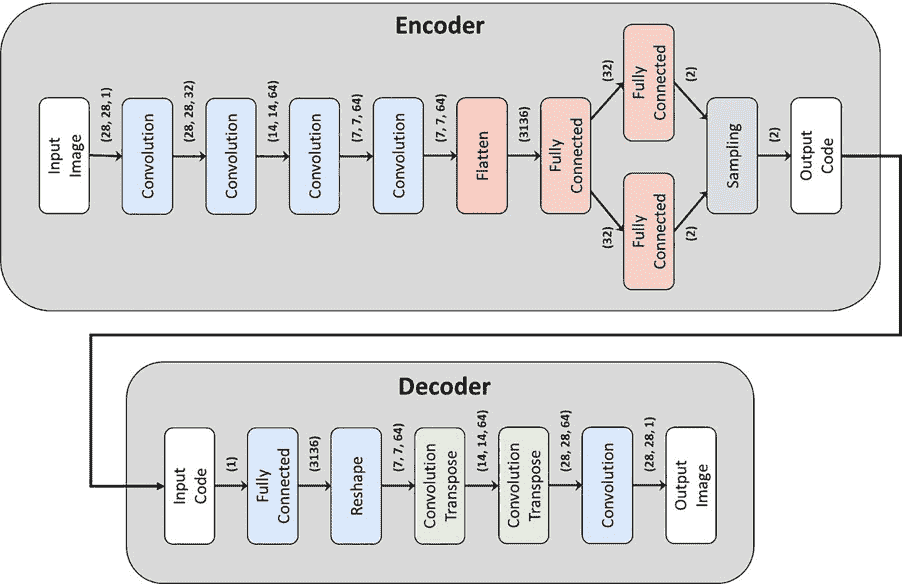 Encoder
Input
Image
(28, 28, 1)
Convolution
(28, 28, 32)
Convolution
(14, 14, 64)
Convolution
(7, 7, 64)
Convolution
(7, 7, 64)
Flatten
(3136)
Fully
Connected
(32)
Fully
Connected
(2)
(32)
Fully
Connected
(2)
Sampling
(2)
Output
Code
Decoder
Input
Code
(1)
Fully
Connected
(3136)
Reshape
(7, 7, 64)
Convolution
Transpose
(14, 14, 64)
Convolution
Transpose
(28, 28, 64)
Convolution
(28, 28, 1)
Output
Image